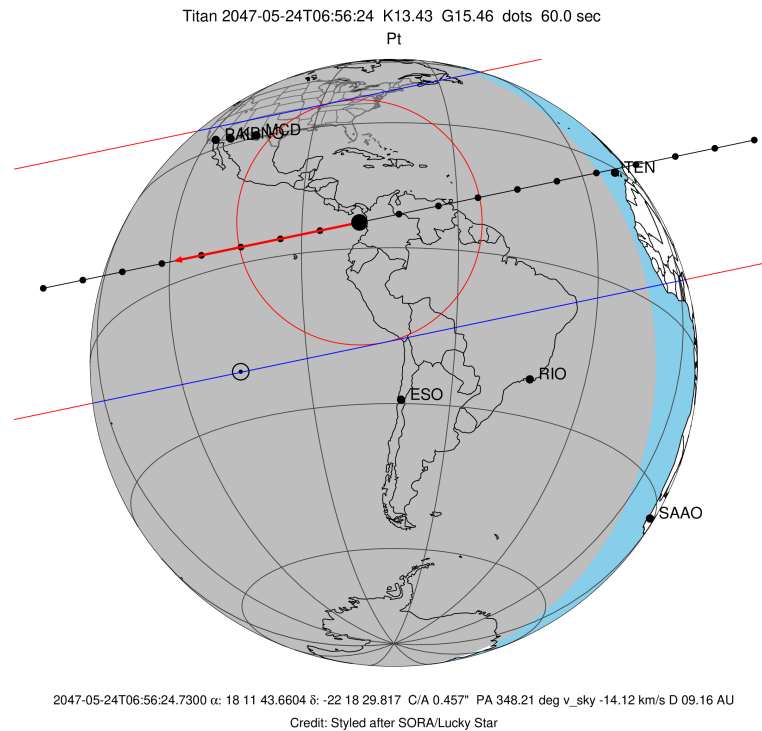 Titan 2047-05-24T06:56:24 K13.43 G15.46 dots 60.0 sec
Pt
MCD
TEN
RIO
ESO
SAAO
2047-05-24T06:56:24.7300 α: 18 11 43.6604 δ: -22 18 29.817 C/A 0.457" PA 348.21 deg v_sky -14.12 km/s D 09.16 AU
Credit: Styled after SORA/Lucky Star